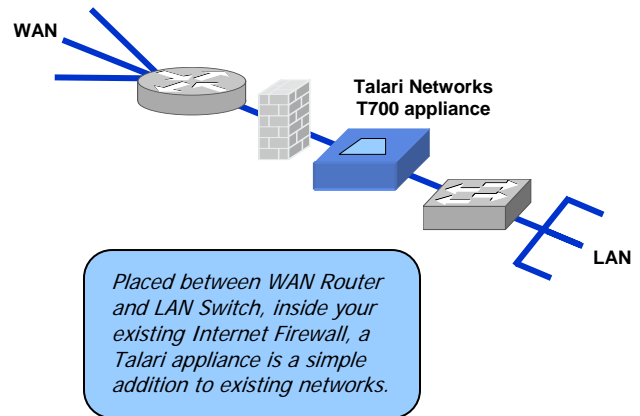 WAN
Talari Networks
T700 appliance
LAN
Placed between WAN Router
and LAN Switch, inside your
existing Internet Firewall, a
Talari appliance is a simple
addition to existing networks.